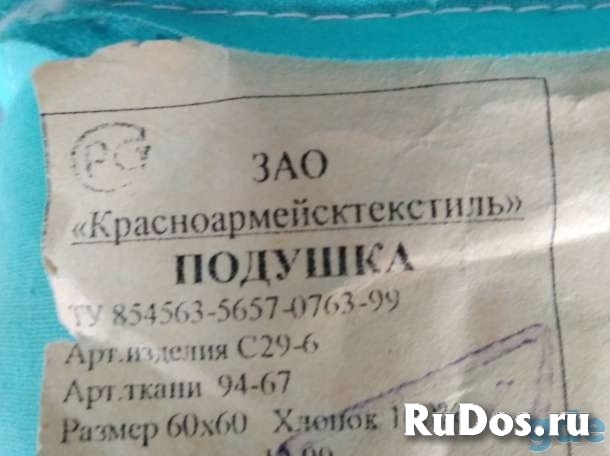 РС
ЗАО
«Красноармейсктекстиль»
ПОДУШКА
ТУ 854563-5657-0763-99
Арт.изделия С29-6
Арт.ткани 94-67
Размер 60х60 Хлопок
RuDos.ru